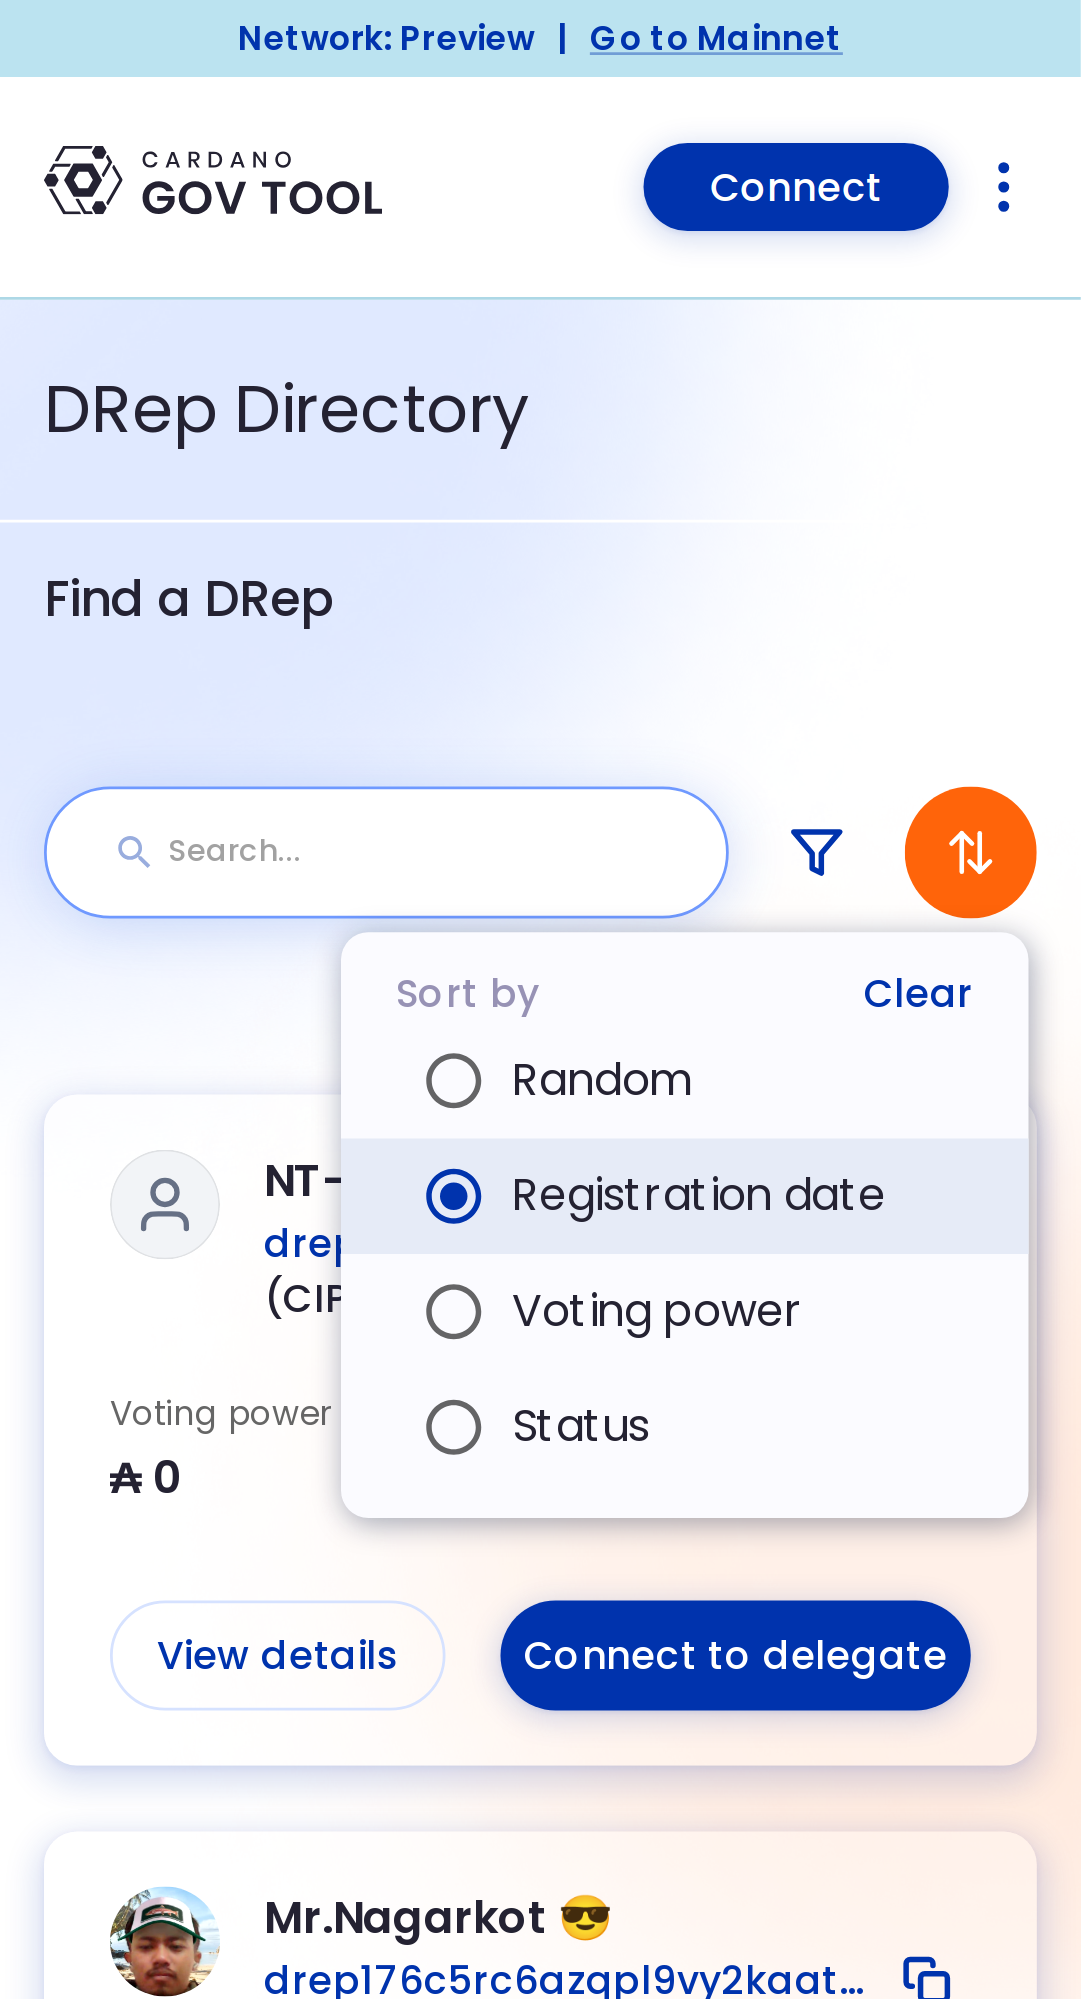 Network: Preview | Go to Mainnet
CARDANO
GOV TOOL
Connect
DRep Directory
Find a DRep
Search...
Sort by Clear
Random
Registration date
Voting power
Status
NT-
drep
(CIP
Voting power
₳ 0
View details Connect to delegate
Mr.Nagarkot 😎
drep176c5rc6azqpl9vy2kaat...